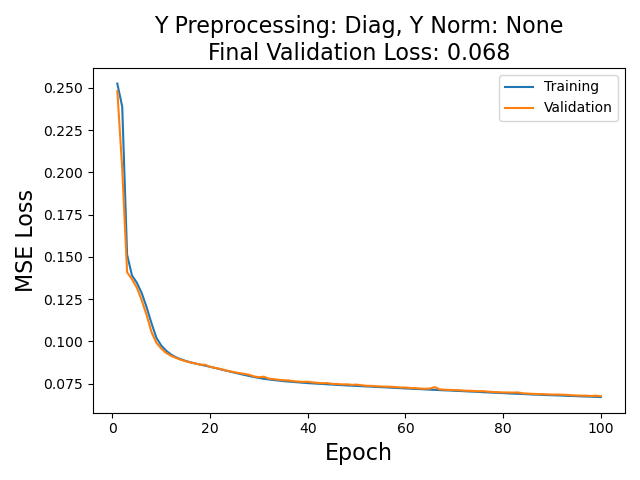 Y Preprocessing: Diag, Y Norm: None
Final Validation Loss: 0.068
Training
Validation
0.250
0.225
0.200
0.175
0.150
0.125
0.100
0.075
MSE Loss
0
20
40
60
80
100
Epoch